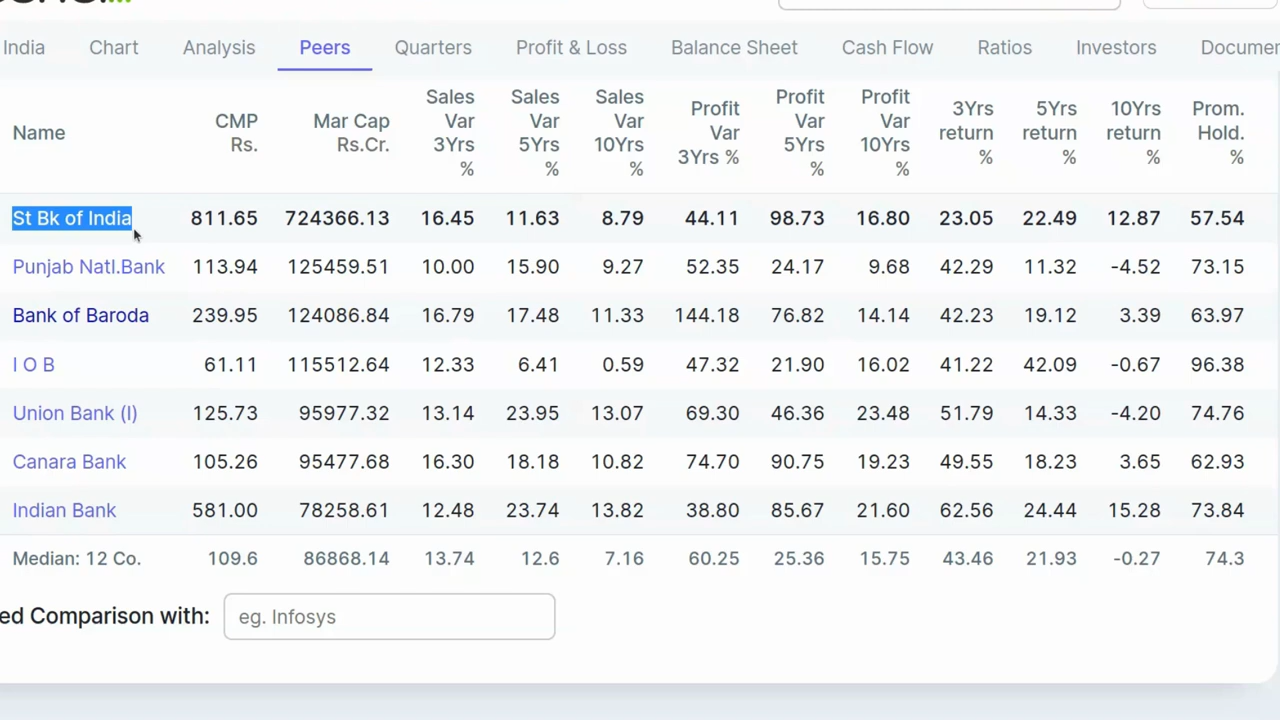 India Chart Analysis Peers Quarters Profit & Loss Balance Sheet Cash Flow Ratios Investors Documen
Name CMP Rs. Mar Cap Rs.Cr. Sales Var 3Yrs % Sales Var 5Yrs % Sales Var 10Yrs % Profit Var 3Yrs % Profit Var 5Yrs % Profit Var 10Yrs % 3Yrs return % 5Yrs return % 10Yrs return % Prom. Hold. %
St Bk of India 811.65 724366.13 16.45 11.63 8.79 44.11 98.73 16.80 23.05 22.49 12.87 57.54
Punjab Natl.Bank 113.94 125459.51 10.00 15.90 9.27 52.35 24.17 9.68 42.29 11.32 -4.52 73.15
Bank of Baroda 239.95 124086.84 16.79 17.48 11.33 144.18 76.82 14.14 42.23 19.12 3.39 63.97
I O B 61.11 115512.64 12.33 6.41 0.59 47.32 21.90 16.02 41.22 42.09 -0.67 96.38
Union Bank (I) 125.73 95977.32 13.14 23.95 13.07 69.30 46.36 23.48 51.79 14.33 -4.20 74.76
Canara Bank 105.26 95477.68 16.30 18.18 10.82 74.70 90.75 19.23 49.55 18.23 3.65 62.93
Indian Bank 581.00 78258.61 12.48 23.74 13.82 38.80 85.67 21.60 62.56 24.44 15.28 73.84
Median: 12 Co. 109.6 86868.14 13.74 12.6 7.16 60.25 25.36 15.75 43.46 21.93 -0.27 74.3
ed Comparison with: eg. Infosys